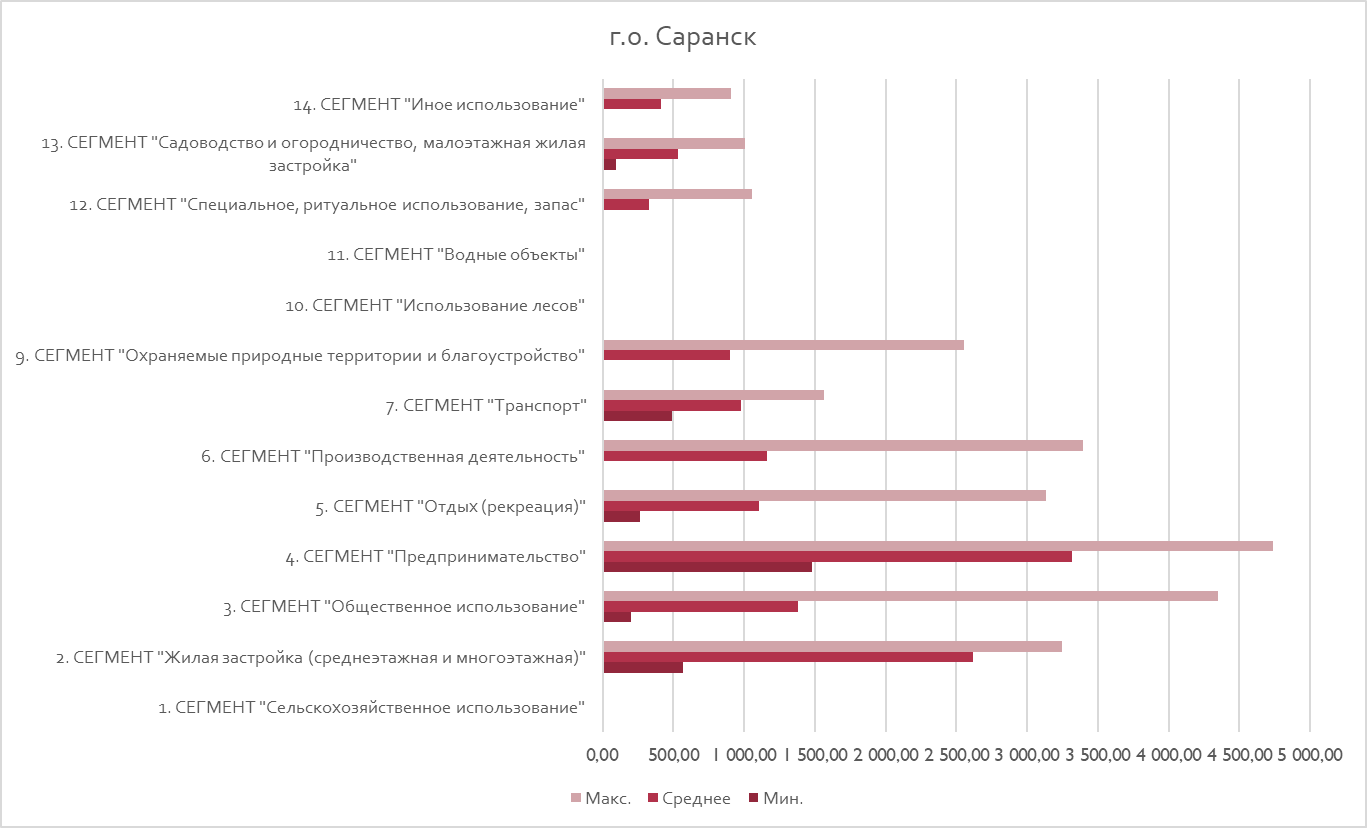 г.о. Саранск
14. СЕГМЕНТ "Иное использование"
13. СЕГМЕНТ "Садоводство и огородничество, малоэтажная жилая
застройка"
12. СЕГМЕНТ "Специальное, ритуальное использование, запас"
11. СЕГМЕНТ "Водные объекты"
10. СЕГМЕНТ "Использование лесов"
9. СЕГМЕНТ "Охраняемые природные территории и благоустройство"
7. СЕГМЕНТ "Транспорт"
6. СЕГМЕНТ "Производственная деятельность"
5. СЕГМЕНТ "Отдых (рекреация)"
4. СЕГМЕНТ "Предпринимательство"
3. СЕГМЕНТ "Общественное использование"
2. СЕГМЕНТ "Жилая застройка (среднеэтажная и многоэтажная)"
1. СЕГМЕНТ "Сельскохозяйственное использование"
0,00 500,00 1 000,00 1 500,00 2 000,00 2 500,00 3 000,00 3 500,00 4 000,00 4 500,00 5 000,00
Макс. Среднее Мин.